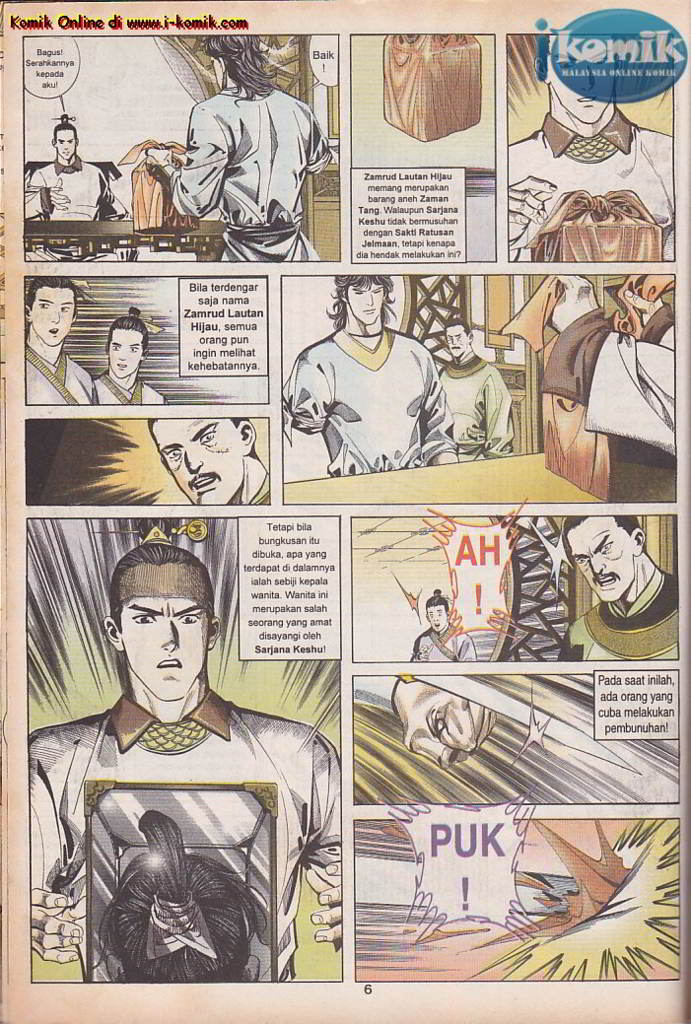 Komik Online di www.i-komik.com
ikomik
MALAYSIA ONLINE KOMIK
Bagus!
Serahkannya
kepada
aku!
Baik
!
Zamrud Lautan Hijau
memang merupakan
barang aneh Zaman
Tang. Walaupun Sarjana
Keshu tidak bermusuhan
dengan Sakti Ratusan
Jelmaan, tetapi kenapa
dia hendak melakukan ini?
Bila terdengar
saja nama
Zamrud Lautan
Hijau, semua
orang pun
ingin melihat
kehebatannya.
Tetapi bila
bungkusan itu
dibuka, apa yang
terdapat di dalamnya
ialah sebiji kepala
wanita. Wanita ini
merupakan salah
seorang yang amat
disayangi oleh
Sarjana Keshu!
AH
!
Pada saat inilah,
ada orang yang
cuba melakukan
pembunuhan!
PUK
!
6